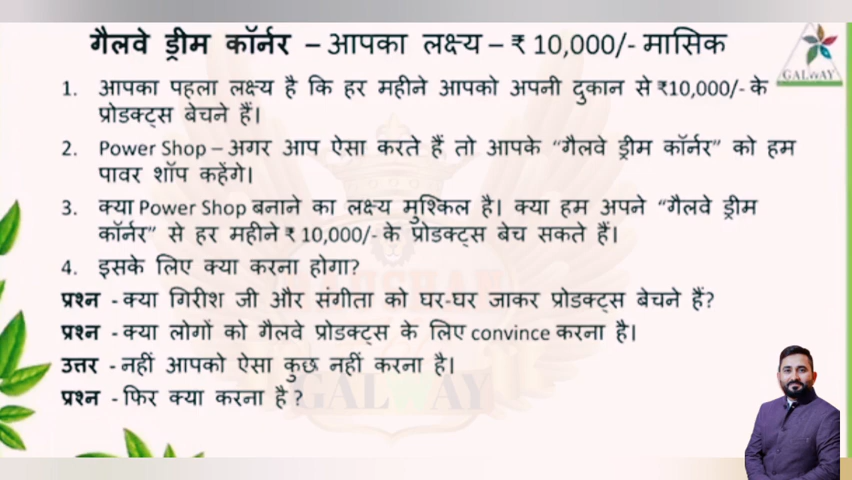 गैलवे ड्रीम कॉर्नर – आपका लक्ष्य – ₹ 10,000/- मासिक
GALWAY
1. आपका पहला लक्ष्य है कि हर महीने आपको अपनी दुकान से ₹10,000/- के
प्रोडक्ट्स बेचने हैं।
2. Power Shop – अगर आप ऐसा करते हैं तो आपके “गैलवे ड्रीम कॉर्नर” को हम
पावर शॉप कहेंगे।
3. क्या Power Shop बनाने का लक्ष्य मुश्किल है। क्या हम अपने “गैलवे ड्रीम
कॉर्नर” से हर महीने ₹ 10,000/- के प्रोडक्ट्स बेच सकते हैं।
4. इसके लिए क्या करना होगा?
प्रश्न - क्या गिरीश जी और संगीता को घर-घर जाकर प्रोडक्ट्स बेचने हैं?
प्रश्न - क्या लोगों को गैलवे प्रोडक्ट्स के लिए convince करना है।
उत्तर - नहीं आपको ऐसा कुछ नहीं करना है।
प्रश्न - फिर क्या करना है ?
GALWAY